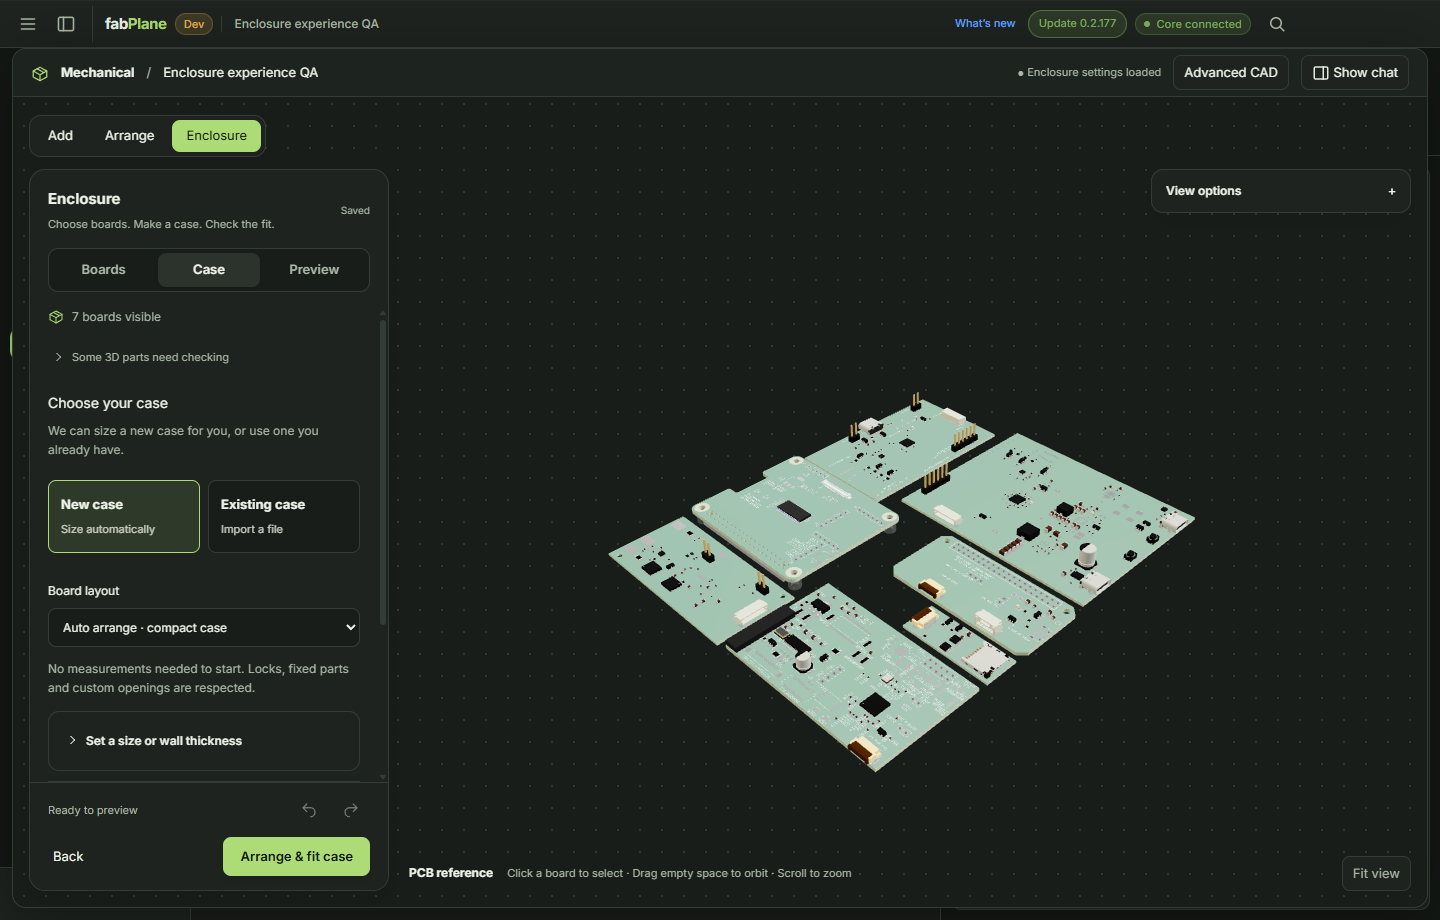 fabPlane Dev Enclosure experience QA What's new Update 0.2.177 Core connected
Mechanical / Enclosure experience QA Enclosure settings loaded Advanced CAD Show chat
Add Arrange Enclosure
Enclosure
Choose boards. Make a case. Check the fit.
Saved
Boards Case Preview
7 boards visible
Some 3D parts need checking
Choose your case
We can size a new case for you, or use one you
already have.
New case
Size automatically
Existing case
Import a file
Board layout
Auto arrange · compact case
No measurements needed to start. Locks, fixed parts
and custom openings are respected.
Set a size or wall thickness
Ready to preview
Back Arrange & fit case
View options +
PCB reference Click a board to select · Drag empty space to orbit · Scroll to zoom
Fit view